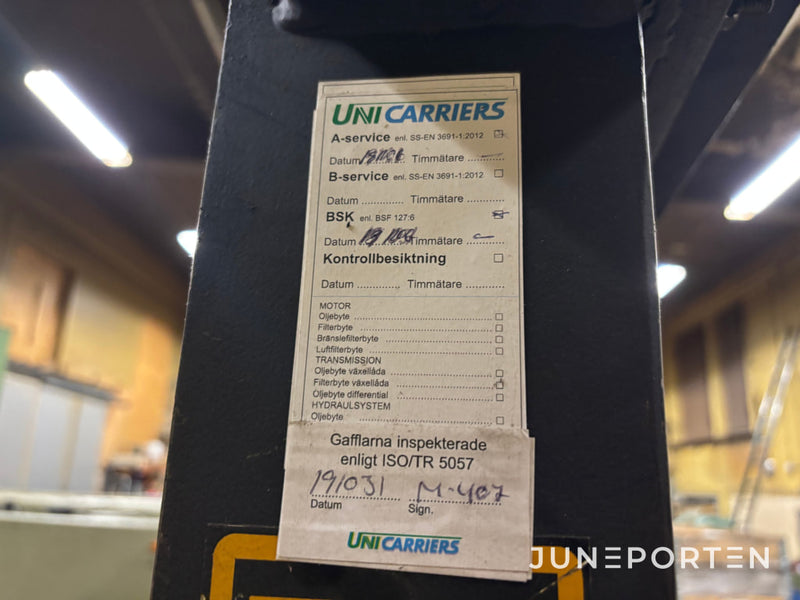 UNICARRIERS
A-service enl. SS-EN 3691-1:2012
Datum Timmätare
B-service enl. SS-EN 3691-1:2012
Datum ............. Timmätare ............
BSK enl. BSF 127:6
Datum Timmätare
Kontrollbesiktning
Datum ............. Timmätare ............
MOTOR
Oljebyte
Filterbyte
Bränslefilterbyte
Luftfilterbyte
TRANSMISSION
Oljebyte växellåda
Filterbyte växellåda
Oljebyte differential
HYDRAULSYSTEM
Oljebyte
Gafflarna inspekterade
enligt ISO/TR 5057
191031 M-407
Datum Sign.
UNICARRIERS
JUNEPORTEN